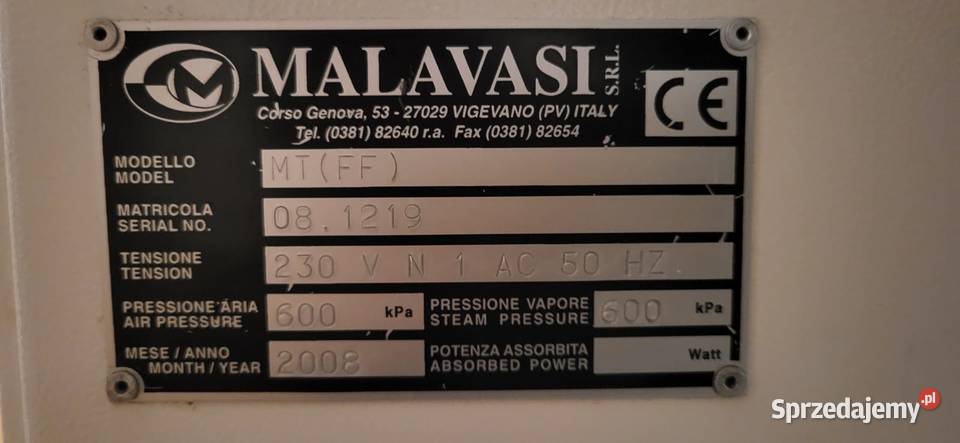 MALAVASI S.R.L.
CE
Corso Genova, 53 - 27029 VIGEVANO (PV) ITALY
Tel. (0381) 82640 r.a. Fax (0381) 82654
MODELLO
MODEL
MT(FF)
MATRICOLA
SERIAL NO.
08.1219
TENSIONE
TENSION
230 V N 1 AC 50 HZ.
PRESSIONE ARIA
AIR PRESSURE
600 kPa
PRESSIONE VAPORE
STEAM PRESSURE
600 kPa
MESE / ANNO
MONTH / YEAR
2008
POTENZA ASSORBITA
ABSORBED POWER
Watt
Sprzedajemy.pl